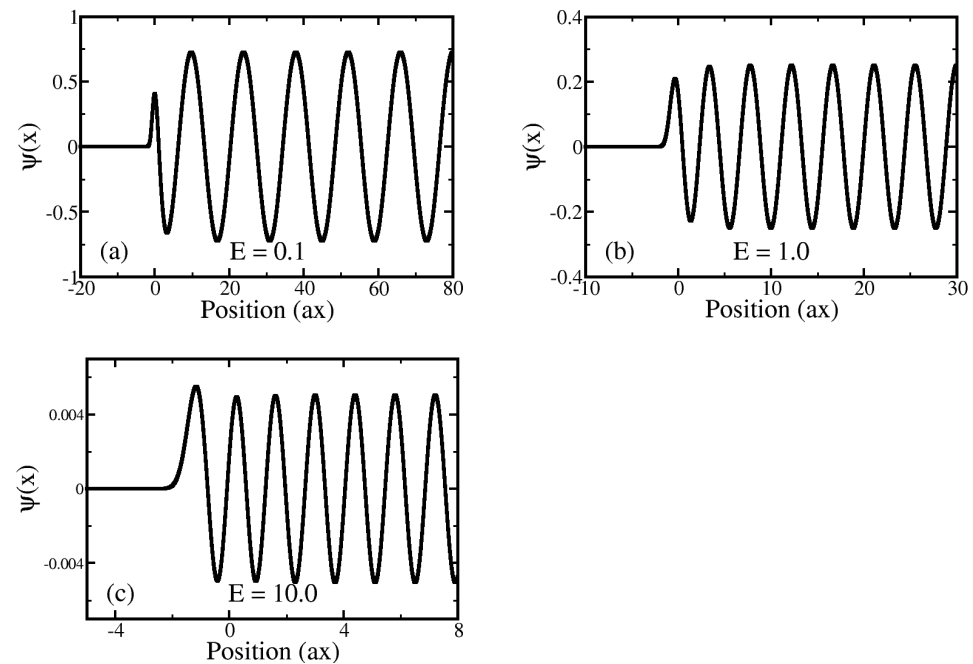 1
0.5
0
-0.5
-1
ψ(x)
(a)
E = 0.1
-20
0
20
40
60
80
Position (ax)
0.4
0.2
0
-0.2
-0.4
ψ(x)
(b)
E = 1.0
-10
0
10
20
30
Position (ax)
0.004
0
-0.004
ψ(x)
(c)
E = 10.0
-4
0
4
8
Position (ax)